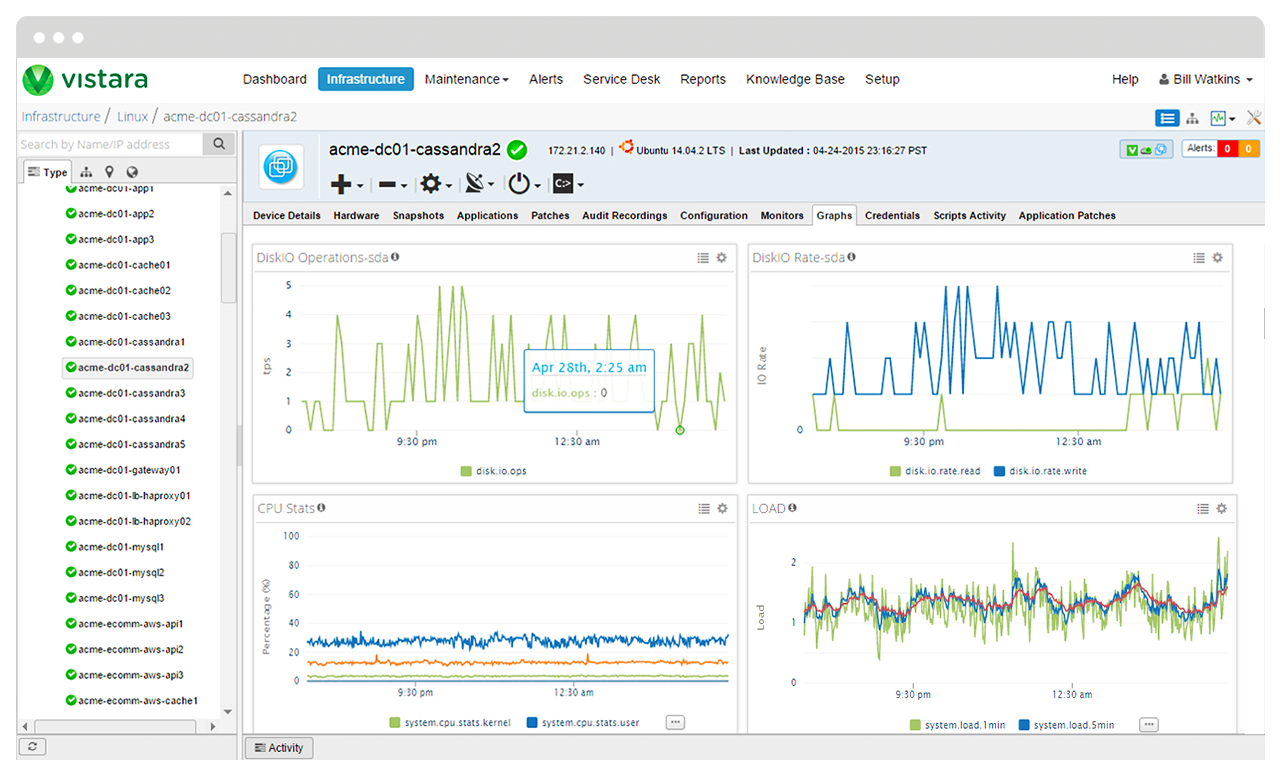 vistara
Dashboard Infrastructure Maintenance Alerts Service Desk Reports Knowledge Base Setup Help Bill Watkins
Infrastructure / Linux / acme-dc01-cassandra2
Search by Name/IP address
Type
acme-dc01-app1
acme-dc01-app2
acme-dc01-app3
acme-dc01-cache01
acme-dc01-cache02
acme-dc01-cache03
acme-dc01-cassandra1
acme-dc01-cassandra2
acme-dc01-cassandra3
acme-dc01-cassandra4
acme-dc01-cassandra5
acme-dc01-gateway01
acme-dc01-lb-haproxy01
acme-dc01-lb-haproxy02
acme-dc01-mysql1
acme-dc01-mysql2
acme-dc01-mysql3
acme-ecomm-aws-api1
acme-ecomm-aws-api2
acme-ecomm-aws-api3
acme-ecomm-aws-cache1
acme-dc01-cassandra2 172.21.2.140 | Ubuntu 14.04.2 LTS | Last Updated : 04-24-2015 23:16:27 PST
Alerts: 0 0
C:>
Device Details Hardware Snapshots Applications Patches Audit Recordings Configuration Monitors Graphs Credentials Scripts Activity Application Patches
DiskIO Operations-sda
5
4
3
2
1
0
tps
Apr 28th, 2:25 am
disk.io.ops : 0
9:30 pm 12:30 am
disk.io.ops
DiskIO Rate-sda
IO Rate
0
9:30 pm 12:30 am
disk.io.rate.read disk.io.rate.write
CPU Stats
100
80
60
40
20
0
Percentage (%)
9:30 pm 12:30 am
system.cpu.stats.kernel system.cpu.stats.user
LOAD
2
1
0
Load
9:30 pm 12:30 am
system.load.1min system.load.5min
Activity